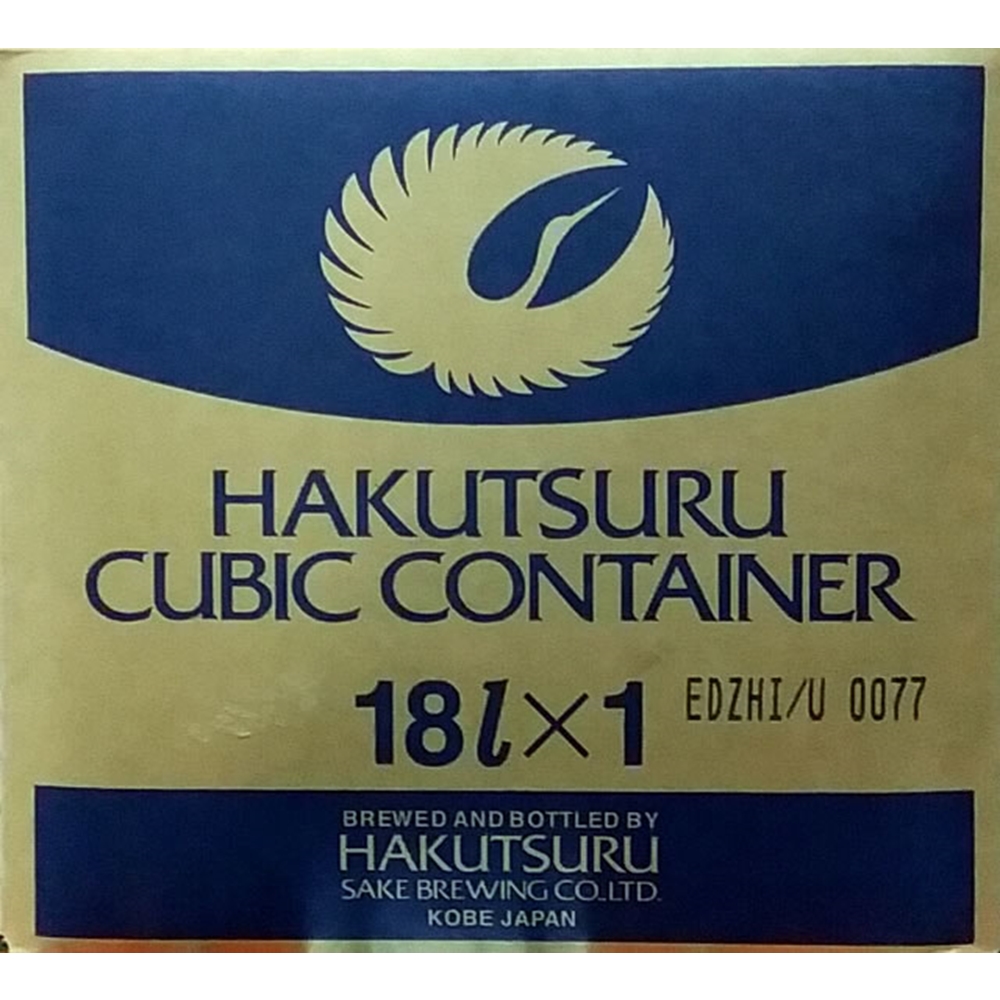 HAKUTSURU
CUBIC CONTAINER
18l×1 EDZHI/U 0077
BREWED AND BOTTLED BY
HAKUTSURU
SAKE BREWING CO.,LTD.
KOBE JAPAN